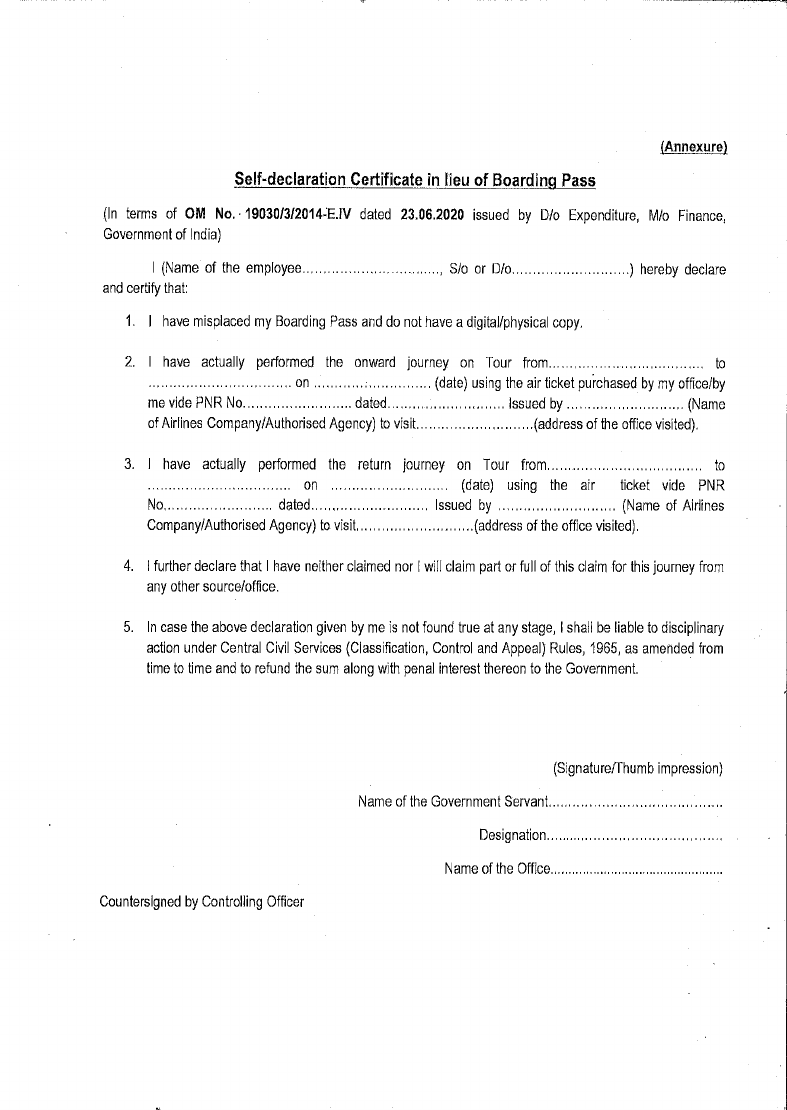 (Annexure)
Self-declaration Certificate in lieu of Boarding Pass
(In terms of OM No. 19030/3/2014-E.IV dated 23.06.2020 issued by D/o Expenditure, M/o Finance,
Government of India)
I (Name of the employee................................, S/o or D/o............................) hereby declare
and certify that:
1. I have misplaced my Boarding Pass and do not have a digital/physical copy.
2. I have actually performed the onward journey on Tour from..................................... to
.................................. on ............................ (date) using the air ticket purchased by my office/by
me vide PNR No.......................... dated............................ Issued by ............................ (Name
of Airlines Company/Authorised Agency) to visit............................(address of the office visited).
3. I have actually performed the return journey on Tour from..................................... to
.................................. on ............................ (date) using the air ticket vide PNR
No.......................... dated............................ Issued by ............................ (Name of Airlines
Company/Authorised Agency) to visit............................(address of the office visited).
4. I further declare that I have neither claimed nor I will claim part or full of this claim for this journey from
any other source/office.
5. In case the above declaration given by me is not found true at any stage, I shall be liable to disciplinary
action under Central Civil Services (Classification, Control and Appeal) Rules, 1965, as amended from
time to time and to refund the sum along with penal interest thereon to the Government.
(Signature/Thumb impression)
Name of the Government Servant.........................................
Designation..........................................
Name of the Office................................................
Countersigned by Controlling Officer